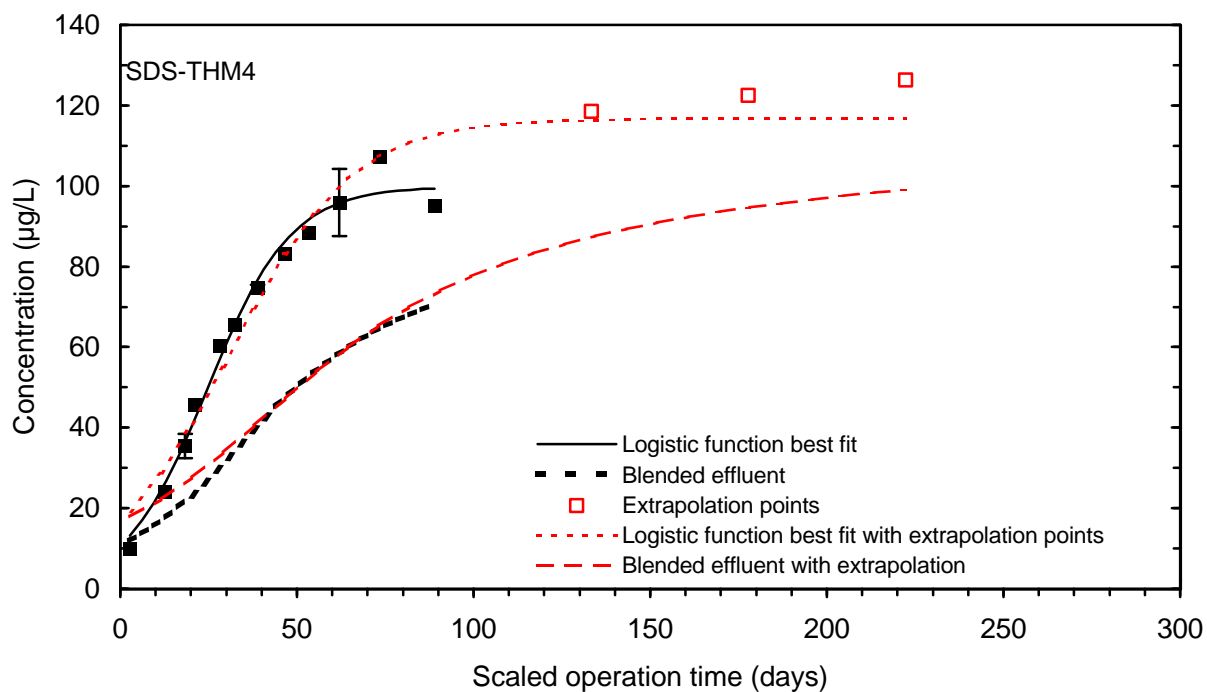 140
SDS-THM4
120
100
80
60
40
20
0
Concentration (µg/L)
Logistic function best fit
Blended effluent
Extrapolation points
Logistic function best fit with extrapolation points
Blended effluent with extrapolation
0 50 100 150 200 250 300
Scaled operation time (days)